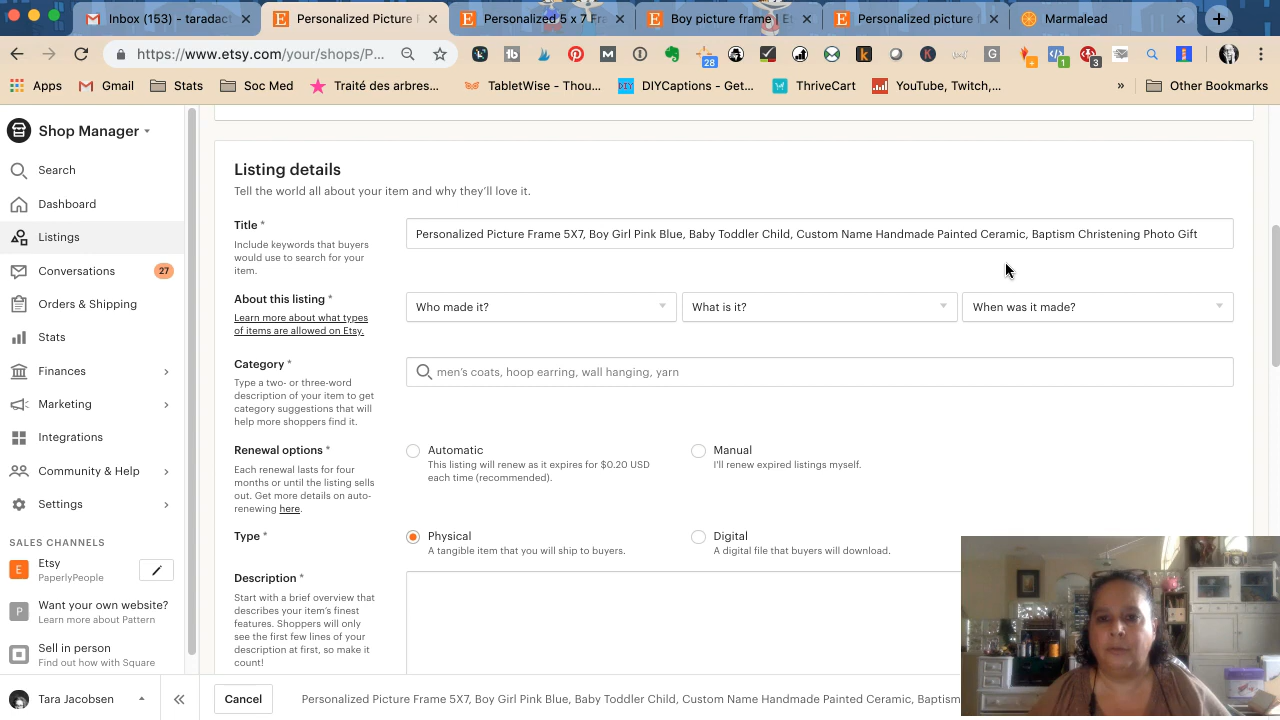 Inbox (153) - taradact
Personalized Picture F
Personalized 5 x 7 Fra
Boy picture frame | Et
Personalized picture f
Marmalead
https://www.etsy.com/your/shops/P...
28
1
3
Apps
Gmail
Stats
Soc Med
Traité des arbres...
TabletWise - Thou...
DIYCaptions - Get...
ThriveCart
YouTube, Twitch,...
»
Other Bookmarks
Shop Manager
Search
Dashboard
Listings
Conversations
27
Orders & Shipping
Stats
Finances
Marketing
Integrations
Community & Help
Settings
SALES CHANNELS
Etsy
PaperlyPeople
Want your own website?
Learn more about Pattern
Sell in person
Find out how with Square
Tara Jacobsen
Listing details
Tell the world all about your item and why they'll love it.
Title *
Include keywords that buyers
would use to search for your
item.
Personalized Picture Frame 5X7, Boy Girl Pink Blue, Baby Toddler Child, Custom Name Handmade Painted Ceramic, Baptism Christening Photo Gift
About this listing *
Learn more about what types
of items are allowed on Etsy.
Who made it?
What is it?
When was it made?
Category *
Type a two- or three-word
description of your item to get
category suggestions that will
help more shoppers find it.
men's coats, hoop earring, wall hanging, yarn
Renewal options *
Each renewal lasts for four
months or until the listing sells
out. Get more details on auto-
renewing here.
Automatic
This listing will renew as it expires for $0.20 USD
each time (recommended).
Manual
I'll renew expired listings myself.
Type *
Physical
A tangible item that you will ship to buyers.
Digital
A digital file that buyers will download.
Description *
Start with a brief overview that
describes your item's finest
features. Shoppers will only
see the first few lines of your
description at first, so make it
count!
Cancel
Personalized Picture Frame 5X7, Boy Girl Pink Blue, Baby Toddler Child, Custom Name Handmade Painted Ceramic, Baptism